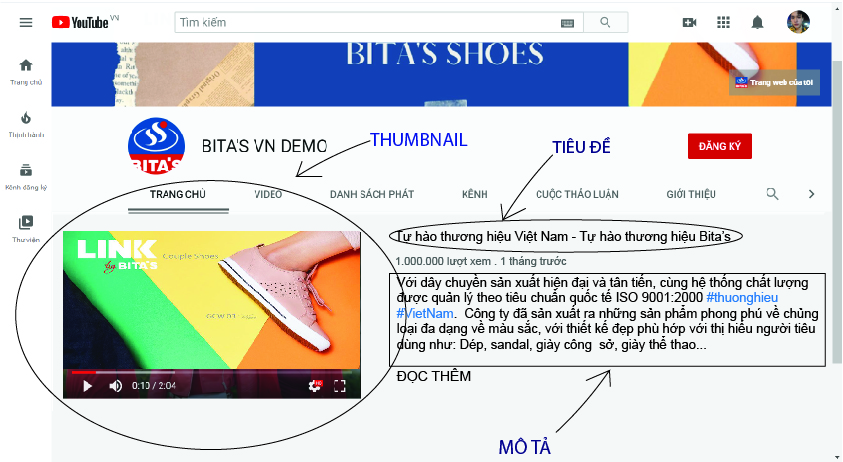 YouTube VN
Tìm kiếm
BITA'S SHOES
Trang chủ
Trang web của tôi
Thịnh hành
BITA'S
BITA'S VN DEMO
THUMBNAIL
TIÊU ĐỀ
ĐĂNG KÝ
Kênh đăng ký
TRANG CHỦ
VIDEO
DANH SÁCH PHÁT
KÊNH
CUỘC THẢO LUẬN
GIỚI THIỆU
Thư viện
Tự hào thương hiệu Việt Nam - Tự hào thương hiệu Bita's
1.000.000 lượt xem . 1 tháng trước
LINK
by BITA'S
Couple Shoes
Với dây chuyền sản xuất hiện đại và tân tiến, cùng hệ thống chất lượng
được quản lý theo tiêu chuẩn quốc tế ISO 9001:2000 #thuonghieu
#VietNam. Công ty đã sản xuất ra những sản phẩm phong phú về chủng
loại đa dạng về màu sắc, với thiết kế đẹp phù hợp với thị hiếu người tiêu
dùng như: Dép, sandal, giày công sở, giày thể thao...
0:10 / 2:04
HD
ĐỌC THÊM
MÔ TẢ